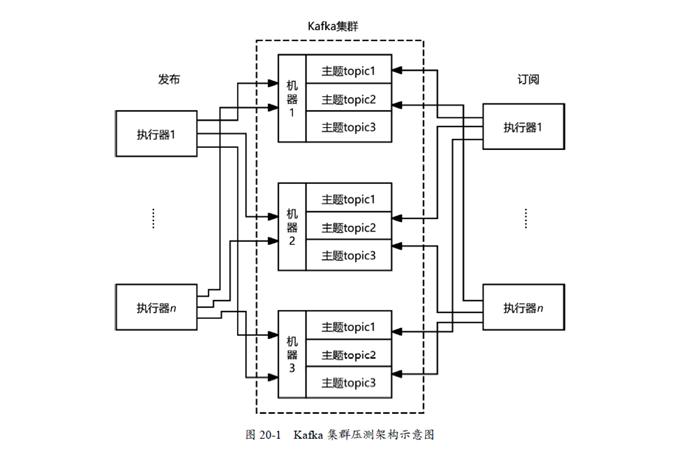 Kafka集群
发布
订阅
执行器1
机器1
主题topic1
主题topic2
主题topic3
执行器1
……
机器2
主题topic1
主题topic2
主题topic3
……
执行器n
机器3
主题topic1
主题topic2
主题topic3
执行器n
图 20-1 Kafka 集群压测架构示意图